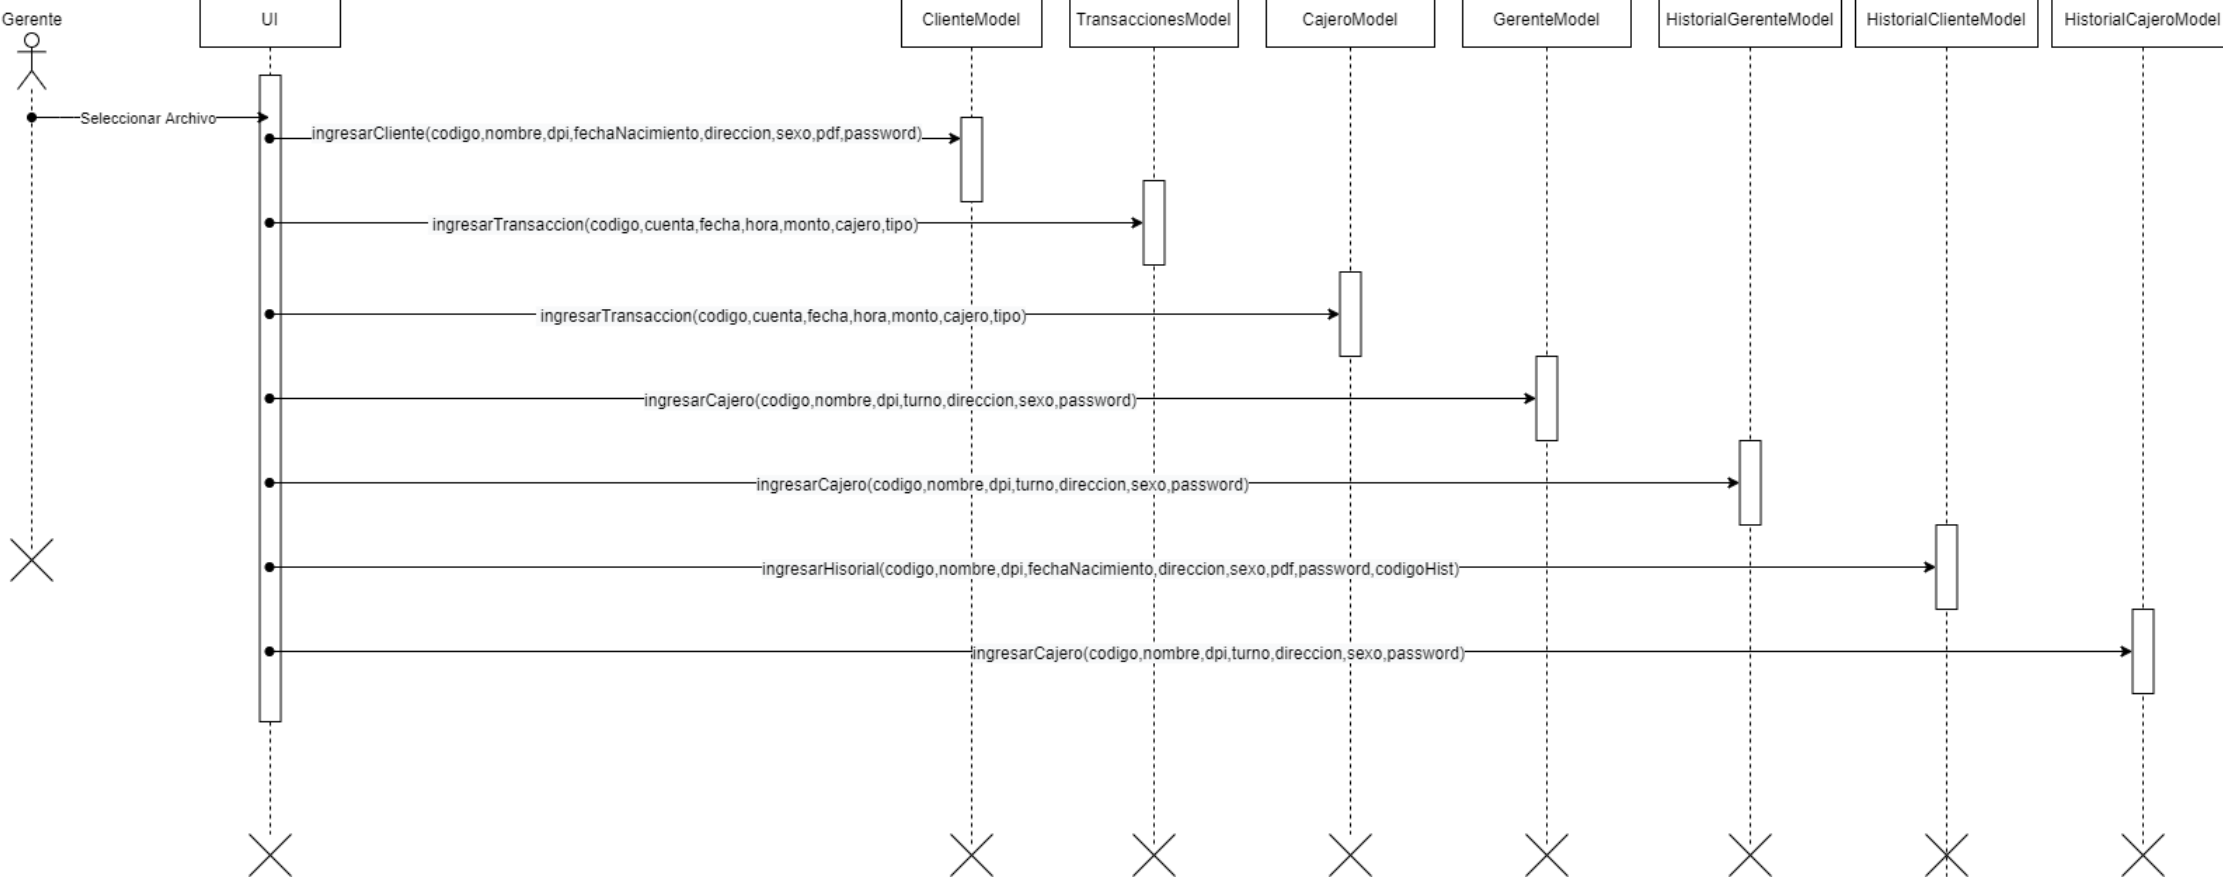 Gerente
UI
ClienteModel
TransaccionesModel
CajeroModel
GerenteModel
HistorialGerenteModel
HistorialClienteModel
HistorialCajeroModel
Seleccionar Archivo
ingresarCliente(codigo,nombre,dpi,fechaNacimiento,direccion,sexo,pdf,password)
ingresarTransaccion(codigo,cuenta,fecha,hora,monto,cajero,tipo)
ingresarTransaccion(codigo,cuenta,fecha,hora,monto,cajero,tipo)
ingresarCajero(codigo,nombre,dpi,turno,direccion,sexo,password)
ingresarCajero(codigo,nombre,dpi,turno,direccion,sexo,password)
ingresarHisorial(codigo,nombre,dpi,fechaNacimiento,direccion,sexo,pdf,password,codigoHist)
ingresarCajero(codigo,nombre,dpi,turno,direccion,sexo,password)